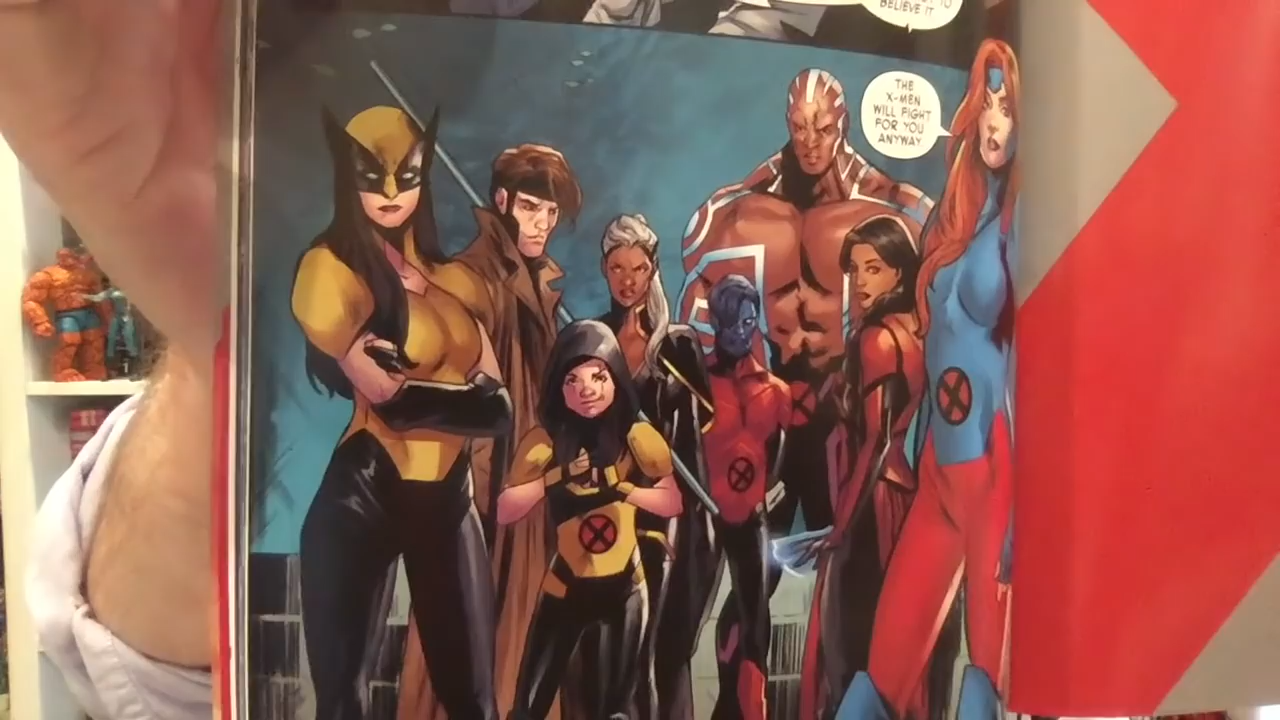 BELIEVE IT
THE
X-MEN
WILL FIGHT
FOR YOU
ANYWAY.